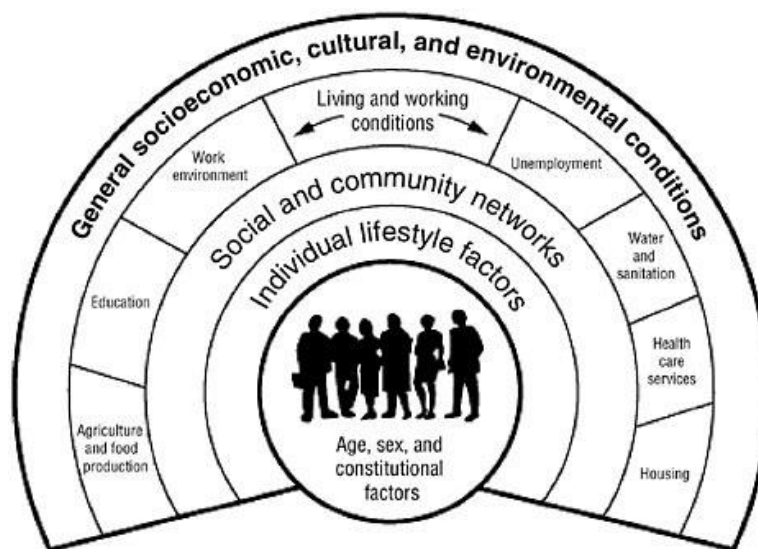 General socioeconomic, cultural, and environmental conditions
Living and working
conditions
Work
environment
Unemployment
Education
Water
and
sanitation
Agriculture
and food
production
Health
care
services
Housing
Social and community networks
Individual lifestyle factors
Age, sex, and
constitutional
factors